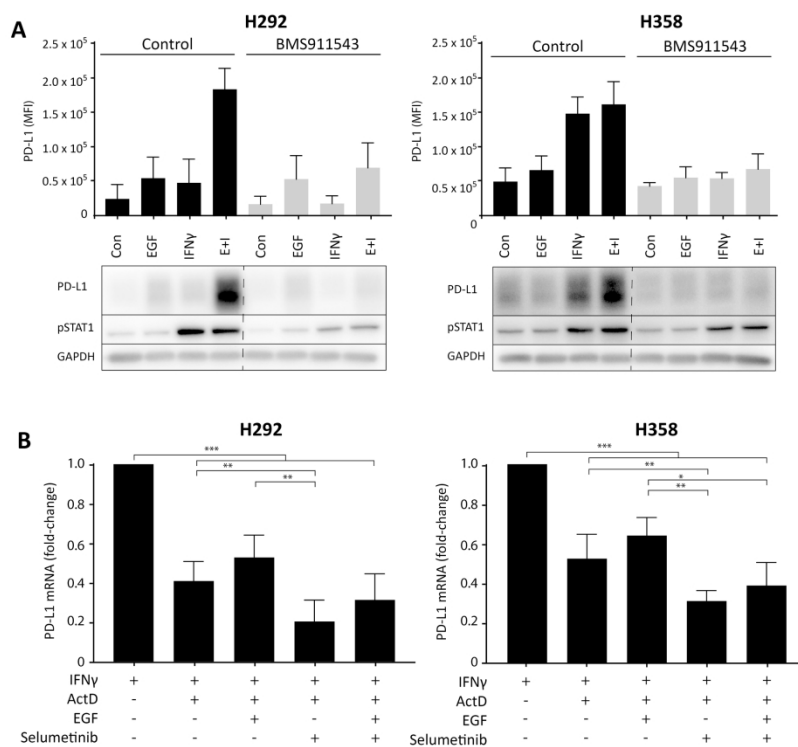 A
H292
Control BMS911543
PD-L1 (MFI)
2.5 x 10⁵
2.0 x 10⁵
1.5 x 10⁵
1.0 x 10⁵
0.5 x 10⁵
0
Con EGF IFNγ E+I Con EGF IFNγ E+I
PD-L1
pSTAT1
GAPDH
H358
Control BMS911543
PD-L1 (MFI)
2.5 x 10⁵
2.0 x 10⁵
1.5 x 10⁵
1.0 x 10⁵
0.5 x 10⁵
0
Con EGF IFNγ E+I Con EGF IFNγ E+I
PD-L1
pSTAT1
GAPDH
B
H292
PD-L1 mRNA (fold-change)
1.0
0.8
0.6
0.4
0.2
0
***
**
**
IFNγ + + + + +
ActD - + + + +
EGF - - + - +
Selumetinib - - - + +
H358
PD-L1 mRNA (fold-change)
1.0
0.8
0.6
0.4
0.2
0
***
**
*
**
IFNγ + + + + +
ActD - + + + +
EGF - - + - +
Selumetinib - - - + +